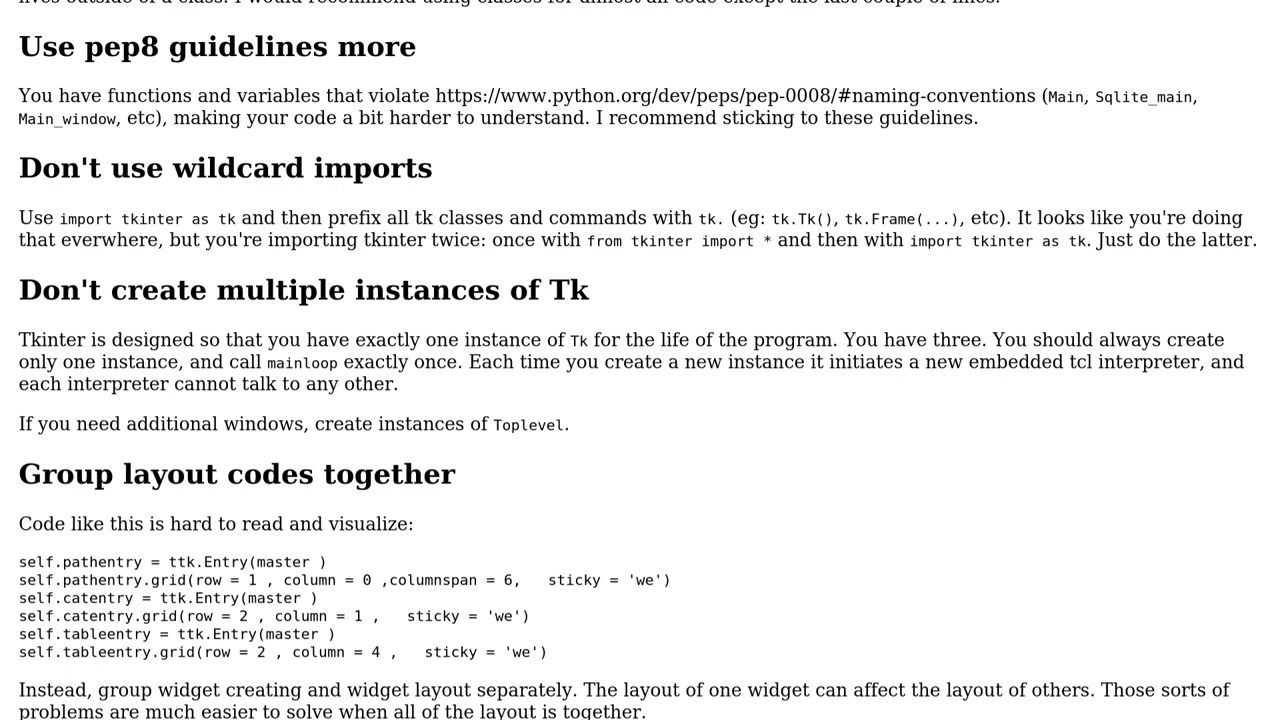 Use pep8 guidelines more
You have functions and variables that violate https://www.python.org/dev/peps/pep-0008/#naming-conventions (Main, Sqlite_main,
Main_window, etc), making your code a bit harder to understand. I recommend sticking to these guidelines.
Don't use wildcard imports
Use import tkinter as tk and then prefix all tk classes and commands with tk. (eg: tk.Tk(), tk.Frame(...), etc). It looks like you're doing
that everwhere, but you're importing tkinter twice: once with from tkinter import * and then with import tkinter as tk. Just do the latter.
Don't create multiple instances of Tk
Tkinter is designed so that you have exactly one instance of Tk for the life of the program. You have three. You should always create
only one instance, and call mainloop exactly once. Each time you create a new instance it initiates a new embedded tcl interpreter, and
each interpreter cannot talk to any other.
If you need additional windows, create instances of Toplevel.
Group layout codes together
Code like this is hard to read and visualize:
self.pathentry = ttk.Entry(master )
self.pathentry.grid(row = 1 , column = 0 ,columnspan = 6,   sticky = 'we')
self.catentry = ttk.Entry(master )
self.catentry.grid(row = 2 , column = 1 ,   sticky = 'we')
self.tableentry = ttk.Entry(master )
self.tableentry.grid(row = 2 , column = 4 ,   sticky = 'we')
Instead, group widget creating and widget layout separately. The layout of one widget can affect the layout of others. Those sorts of
problems are much easier to solve when all of the layout is together.